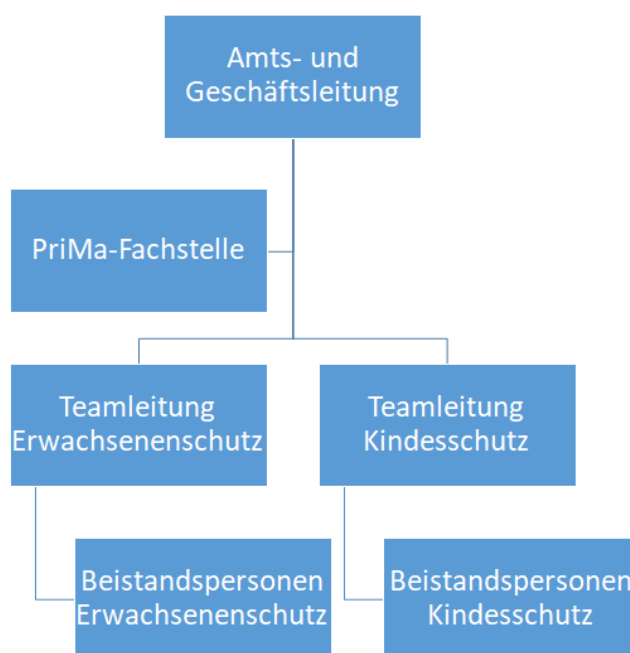 Amts- und
Geschäftsleitung
PriMa-Fachstelle
Teamleitung
Erwachsenenschutz
Teamleitung
Kindesschutz
Beistandspersonen
Erwachsenenschutz
Beistandspersonen
Kindesschutz